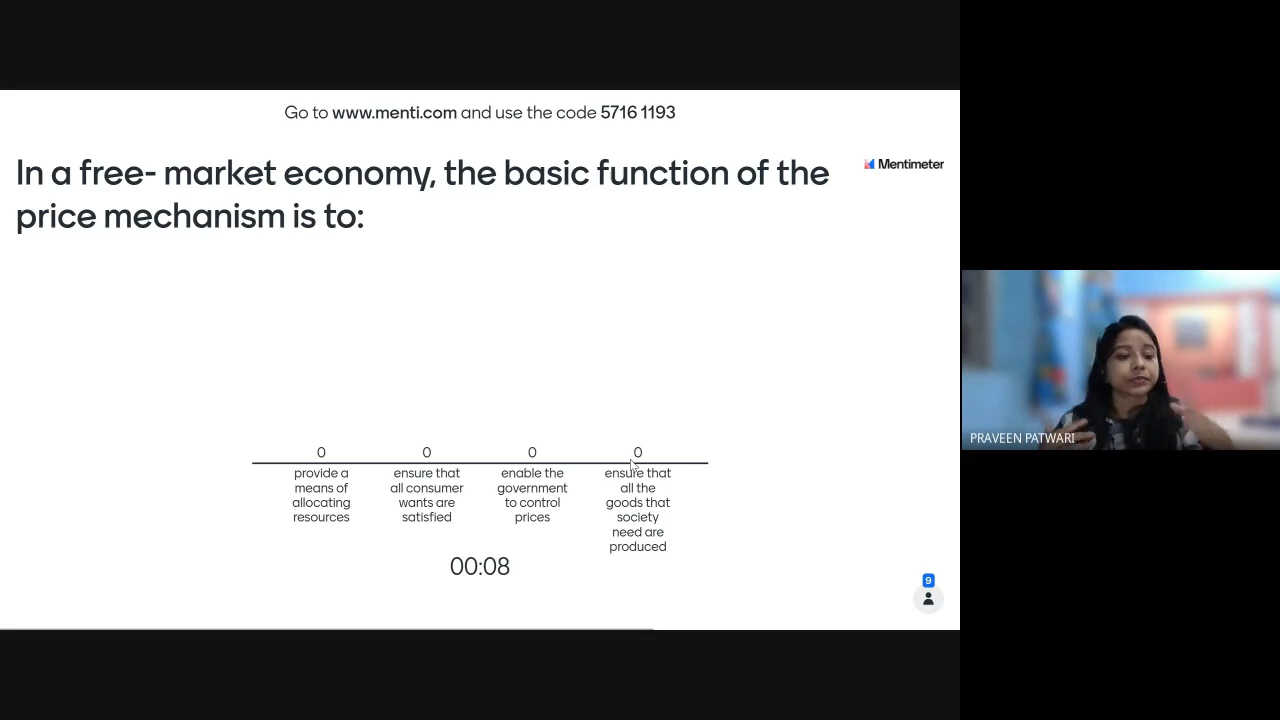 Go to www.menti.com and use the code 5716 1193
In a free- market economy, the basic function of the
price mechanism is to:
Mentimeter
0
0
0
0
provide a
means of
allocating
resources
ensure that
all consumer
wants are
satisfied
enable the
government
to control
prices
ensure that
all the
goods that
society
need are
produced
00:08
9
PRAVEEN PATWARI